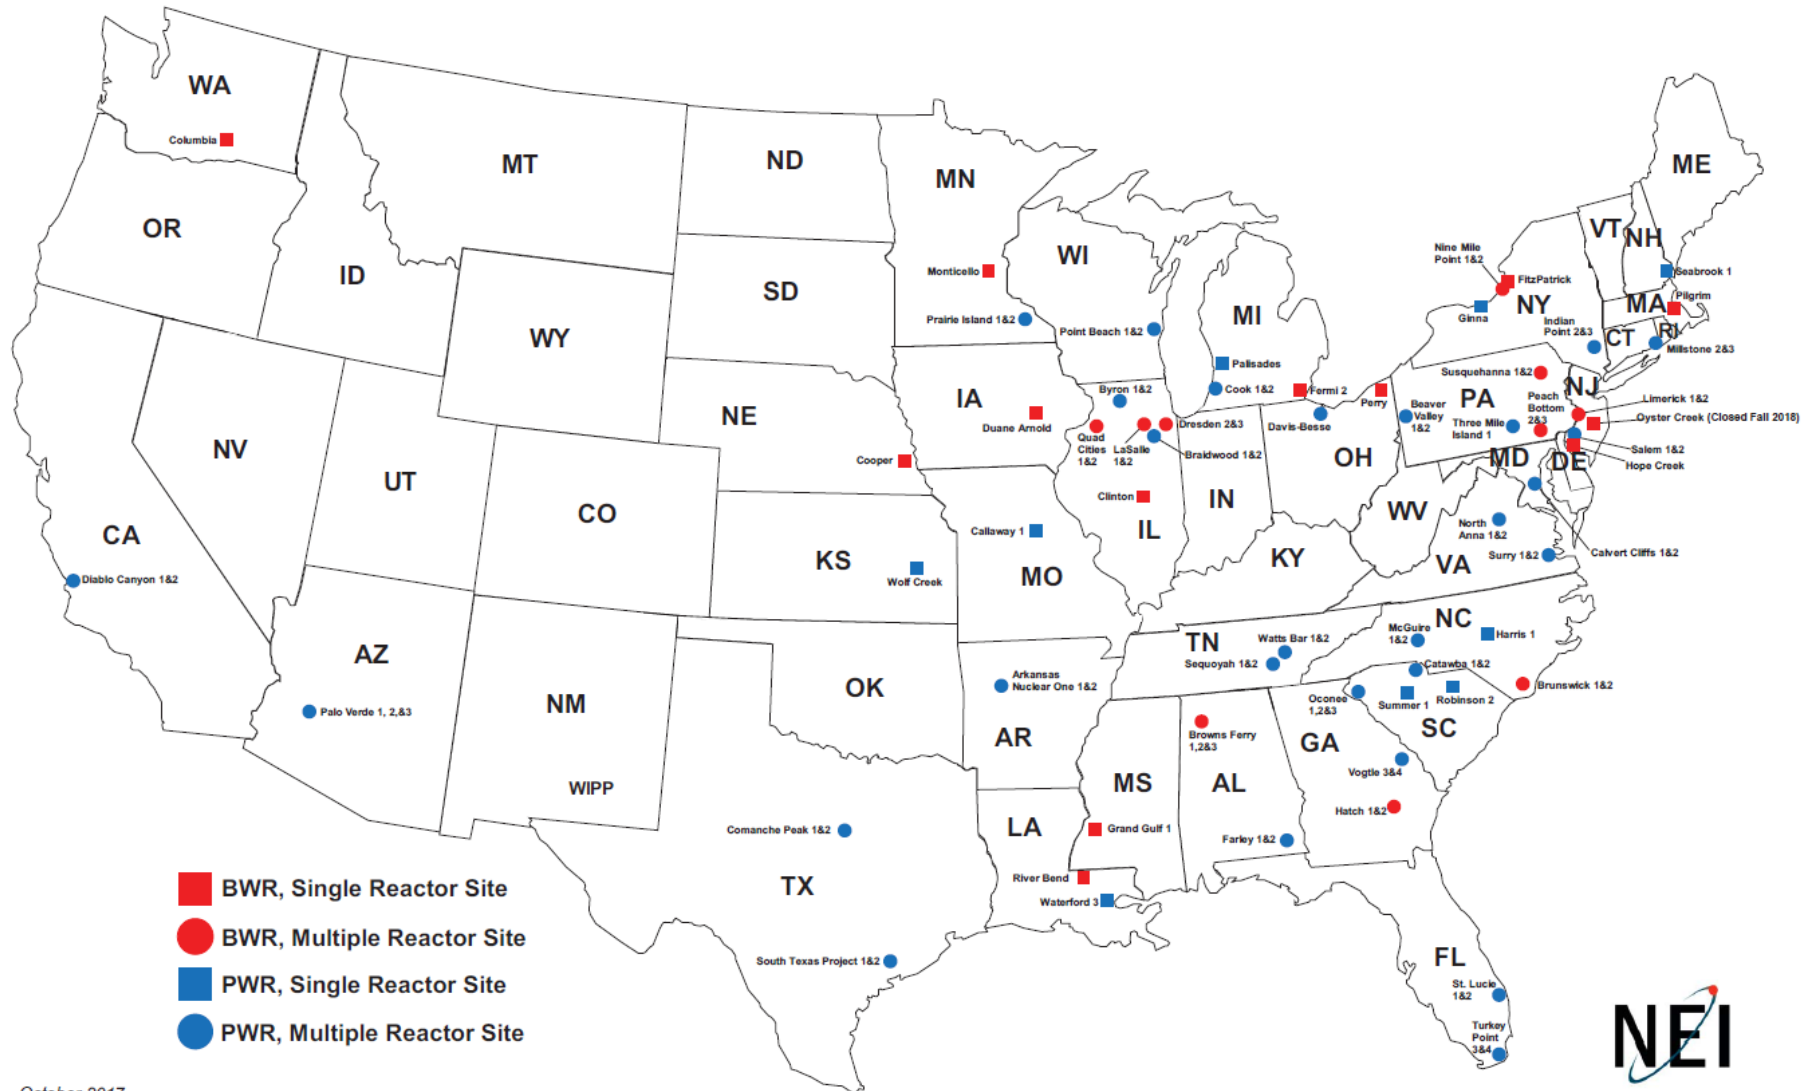 WA
Columbia
MT
ND
MN
ME
OR
ID
SD
WI
VT
NH
Monticello
Nine Mile
Point 1&2
FitzPatrick
Seabrook 1
Pilgrim
MA
NY
Ginna
Indian
Point 2&3
CT
RI
Millstone 2&3
WY
MI
Prairie Island 1&2
Point Beach 1&2
Palisades
Cook 1&2
Fermi 2
Perry
Davis-Besse
Susquehanna 1&2
PA
NJ
Peach
Bottom
2&3
Limerick 1&2
Oyster Creek (Closed Fall 2018)
Beaver
Valley
1&2
Three Mile
Island 1
Salem 1&2
Hope Creek
MD
DE
NE
IA
Duane Arnold
Byron 1&2
Quad
Cities
1&2
LaSalle
1&2
Dresden 2&3
Braidwood 1&2
Cooper
Clinton
IL
IN
OH
WV
NV
UT
CO
CA
KS
Wolf Creek
Callaway 1
MO
KY
VA
North
Anna 1&2
Surry 1&2
Calvert Cliffs 1&2
Diablo Canyon 1&2
AZ
Palo Verde 1, 2,&3
NM
WIPP
OK
Arkansas
Nuclear One 1&2
AR
TN
Watts Bar 1&2
Sequoyah 1&2
McGuire
1&2
NC
Harris 1
Catawba 1&2
Oconee
1,2&3
Summer 1
Robinson 2
Brunswick 1&2
SC
Browns Ferry
1,2&3
GA
Vogtle 3&4
Hatch 1&2
MS
AL
LA
Grand Gulf 1
Farley 1&2
Comanche Peak 1&2
TX
River Bend
Waterford 3
South Texas Project 1&2
FL
St. Lucie
1&2
Turkey
Point
3&4
BWR, Single Reactor Site
BWR, Multiple Reactor Site
PWR, Single Reactor Site
PWR, Multiple Reactor Site
NEI
October 2017